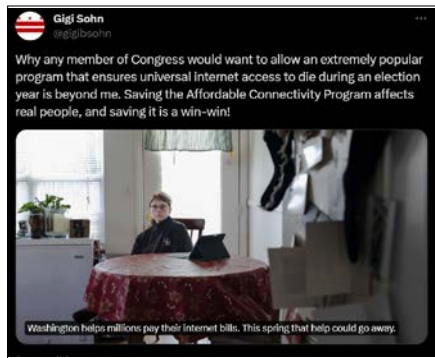 Gigi Sohn
@gigibsohn
Why any member of Congress would want to allow an extremely popular
program that ensures universal internet access to die during an election
year is beyond me. Saving the Affordable Connectivity Program affects
real people, and saving it is a win-win!
Washington helps millions pay their internet bills. This spring that help could go away.